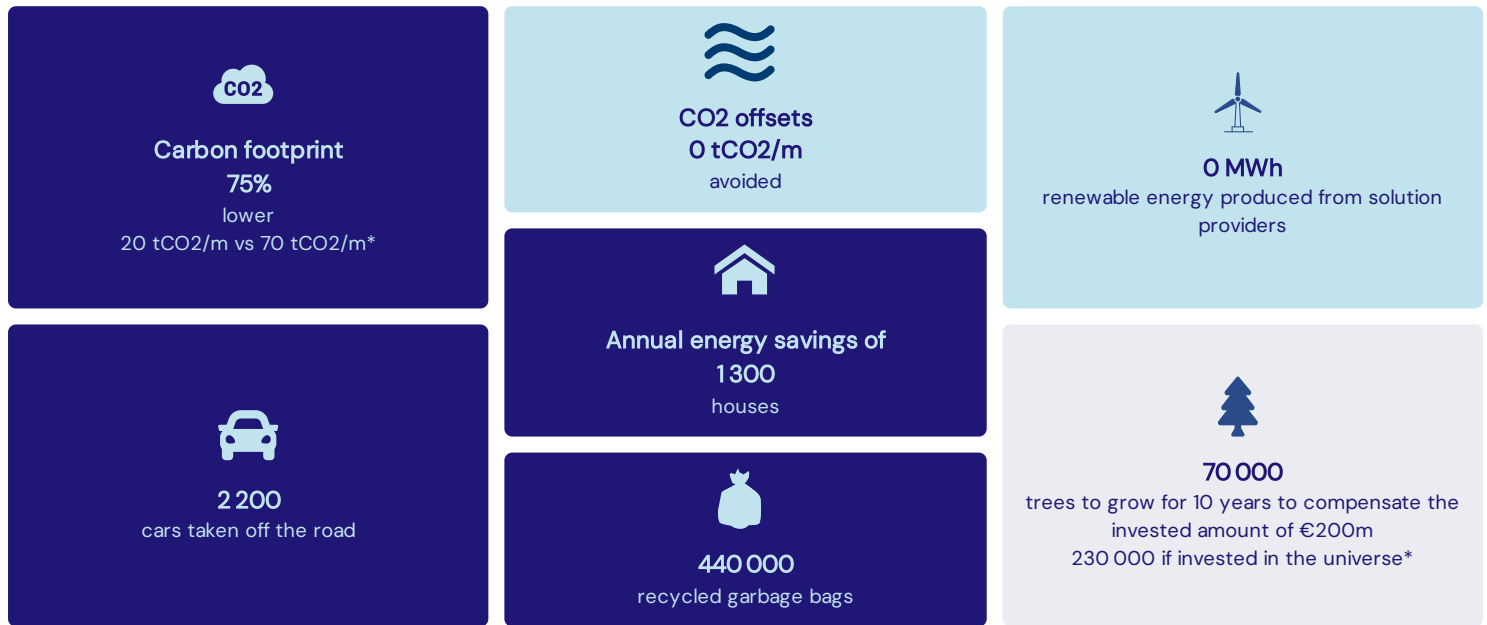 CO2
Carbon footprint
75%
lower
20 tCO2/m vs 70 tCO2/m*
CO2 offsets
0 tCO2/m
avoided
0 MWh
renewable energy produced from solution
providers
Annual energy savings of
1 300
houses
2 200
cars taken off the road
440 000
recycled garbage bags
70 000
trees to grow for 10 years to compensate the
invested amount of €200m
230 000 if invested in the universe*